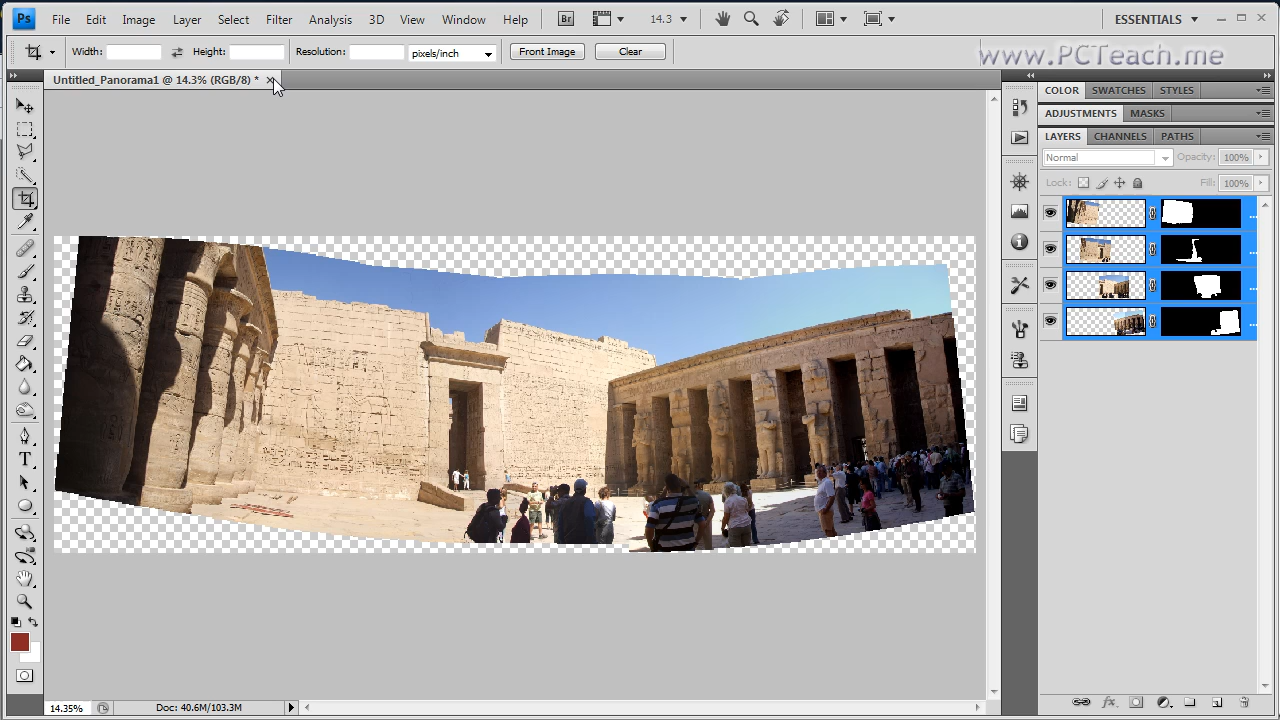 Ps File Edit Image Layer Select Filter Analysis 3D View Window Help Br 14.3 ESSENTIALS
Width: Height: Resolution: pixels/inch Front Image Clear
www.PCTeach.me
Untitled_Panorama1 @ 14.3% (RGB/8) *
COLOR SWATCHES STYLES
ADJUSTMENTS MASKS
LAYERS CHANNELS PATHS
Normal Opacity: 100%
Lock: Fill: 100%
14.35% Doc: 40.6M/103.3M